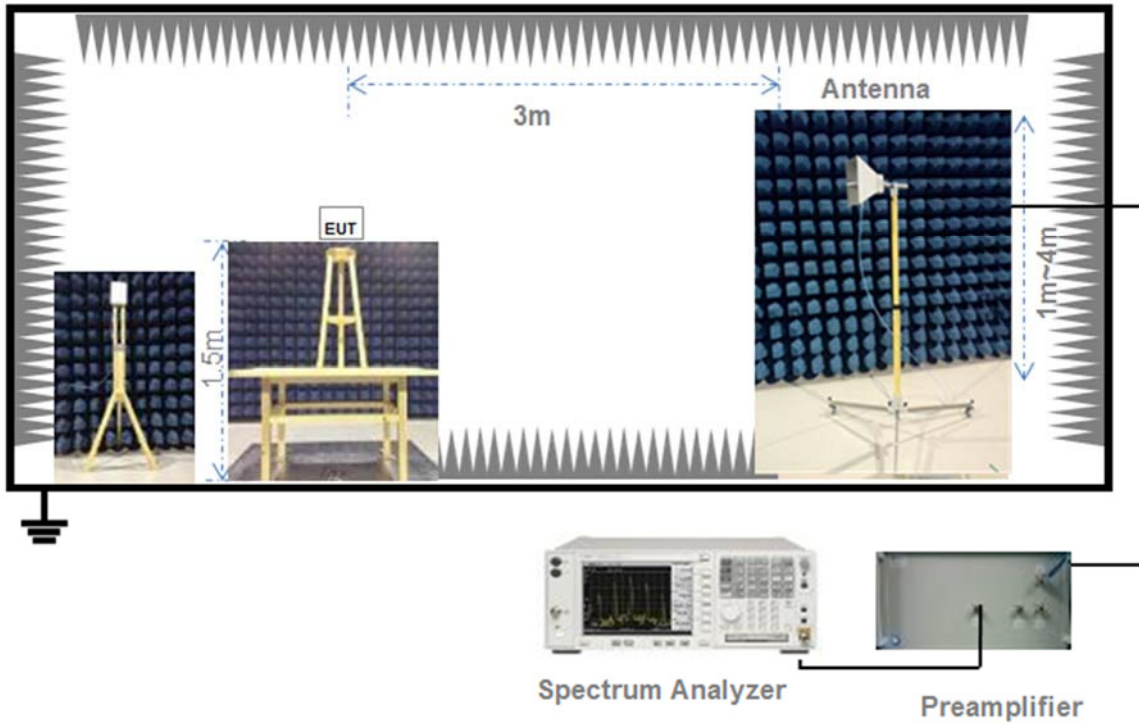 Antenna
3m
EUT
1.5m
1m~4m
Spectrum Analyzer
Preamplifier